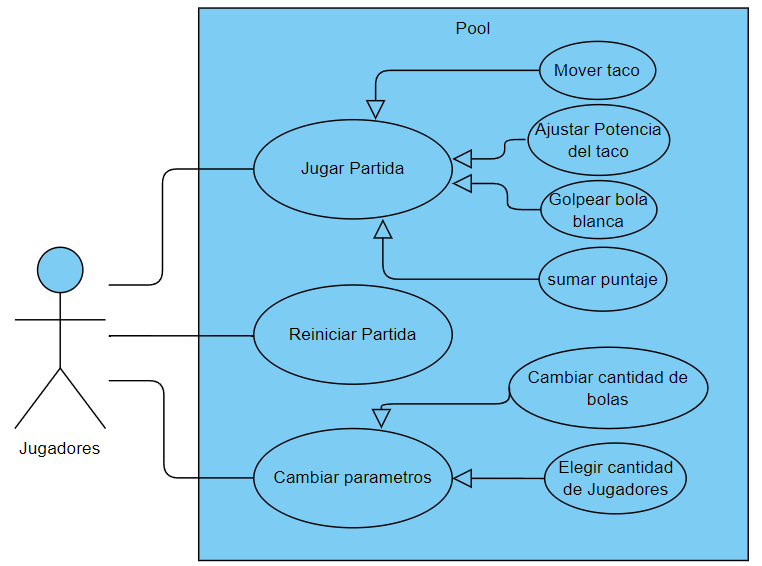 Pool
Mover taco
Ajustar Potencia
del taco
Jugar Partida
Golpear bola
blanca
sumar puntaje
Reiniciar Partida
Cambiar cantidad de
bolas
Jugadores
Cambiar parametros
Elegir cantidad
de Jugadores